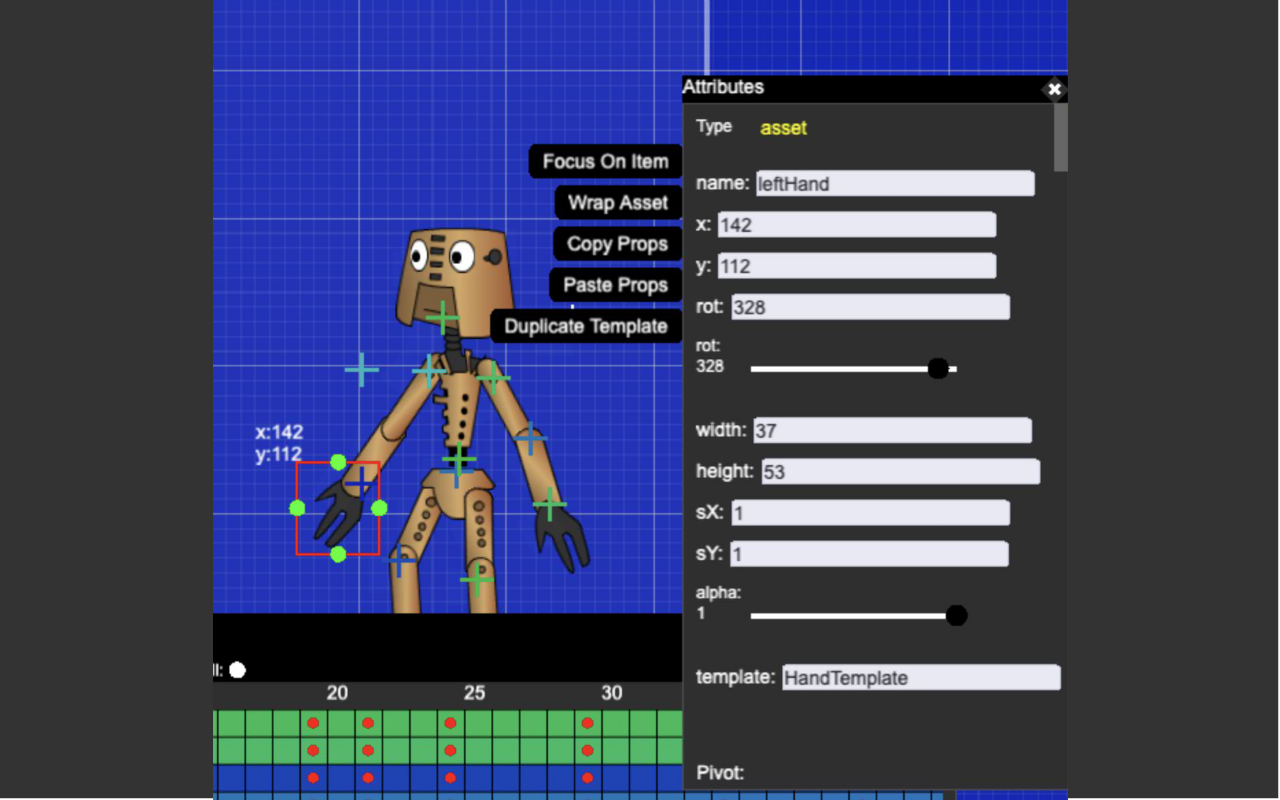 Attributes
Type asset
Focus On Item
name: leftHand
Wrap Asset
x: 142
Copy Props
y: 112
Paste Props
rot: 328
Duplicate Template
rot:
328
x:142
y:112
width: 37
height: 53
sX: 1
sY: 1
alpha:
1
template: HandTemplate
20 25 30
Pivot: